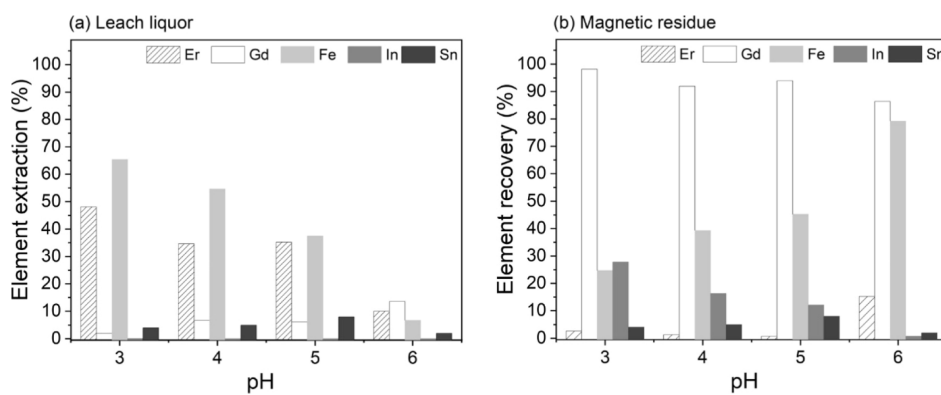 (a) Leach liquor
Er Gd Fe In Sn
100
90
80
70
60
50
40
30
20
10
0
Element extraction (%)
3 4 5 6
pH
(b) Magnetic residue
Er Gd Fe In Sn
100
90
80
70
60
50
40
30
20
10
0
Element recovery (%)
3 4 5 6
pH